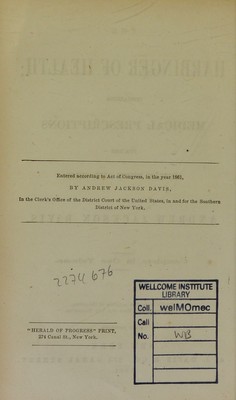 Entered according to Act of Congress, in the year 1861,
BY ANDREW JACKSON DAVIS,
In the Clerk's Office of the District Court of the United States, in and for the Southern
District of New York.
2274 676
WELLCOME INSTITUTE
LIBRARY
Coll. welMOmec
Call
No. WB
"HERALD OF PROGRESS" PRINT,
274 Canal St., New York.